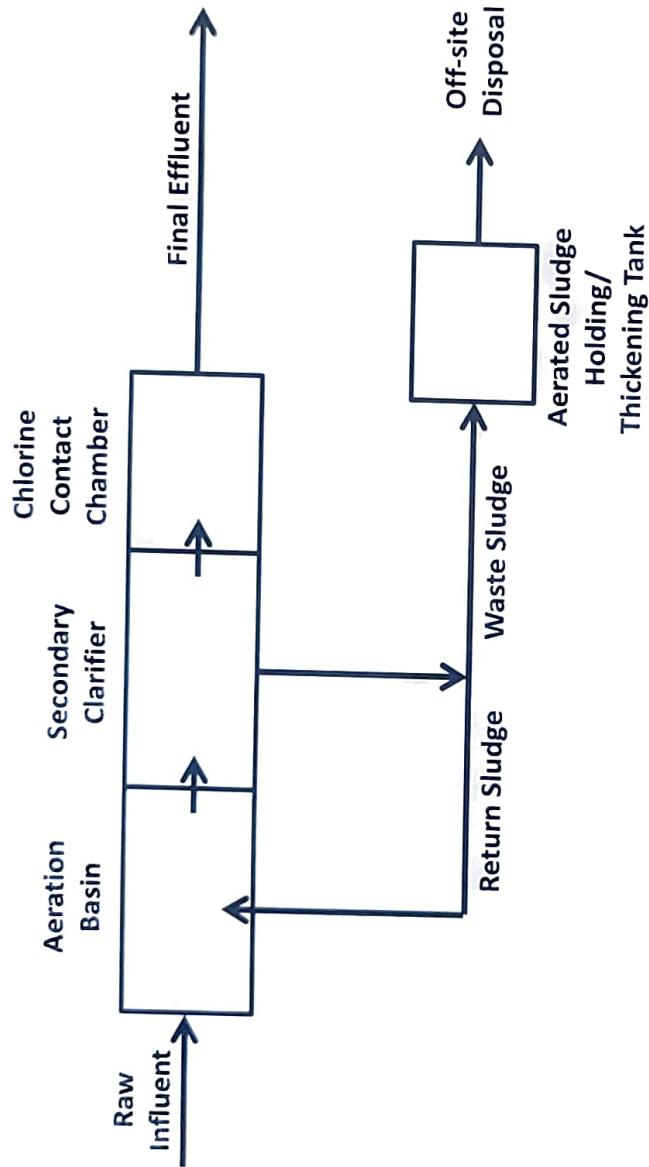 Raw
Influent
Aeration
Basin
Secondary
Clarifier
Chlorine
Contact
Chamber
Final Effluent
Return Sludge
Waste Sludge
Aerated Sludge
Holding/
Thickening Tank
Off-site
Disposal